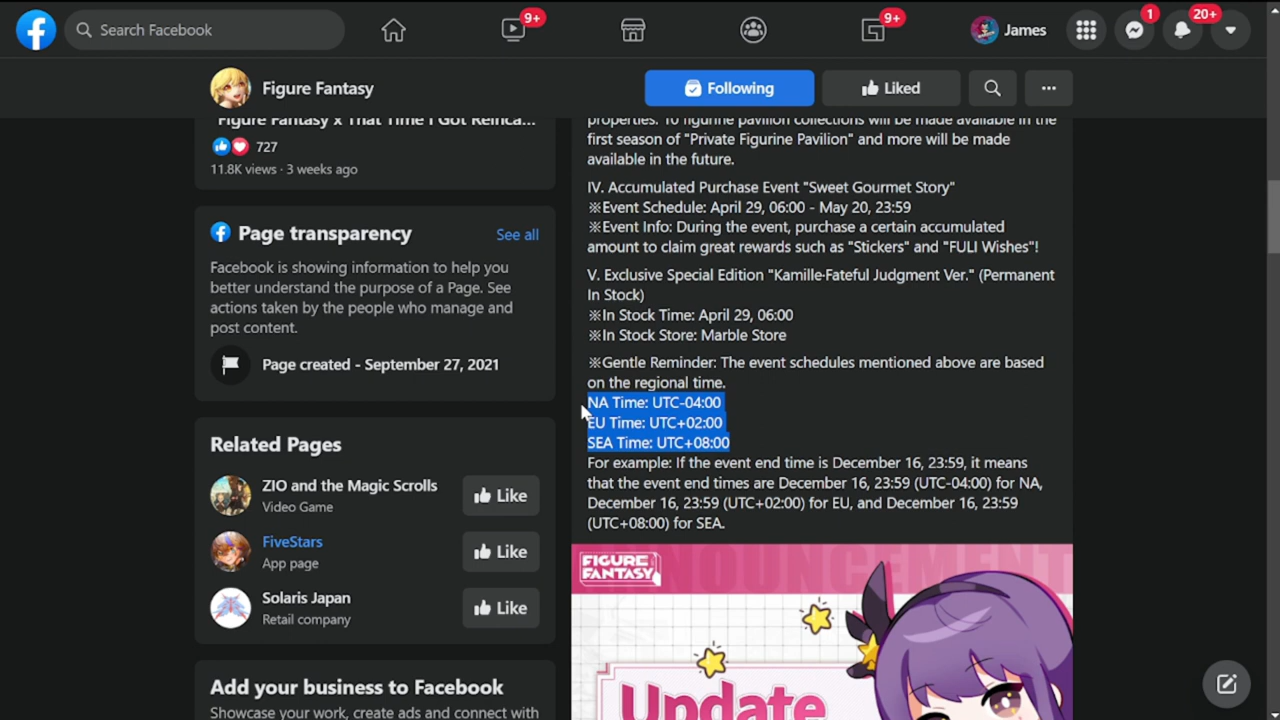 Search Facebook
9+
9+
James
1
20+
Figure Fantasy
Following
Liked
Figure Fantasy x That Time I Got Reinca...
727
11.8K views · 3 weeks ago
Page transparency
See all
Facebook is showing information to help you
better understand the purpose of a Page. See
actions taken by the people who manage and
post content.
Page created - September 27, 2021
Related Pages
ZIO and the Magic Scrolls
Video Game
Like
FiveStars
App page
Like
Solaris Japan
Retail company
Like
Add your business to Facebook
Showcase your work, create ads and connect with
properties. 10 figurine pavilion collections will be made available in the
first season of "Private Figurine Pavilion" and more will be made
available in the future.
IV. Accumulated Purchase Event "Sweet Gourmet Story"
※Event Schedule: April 29, 06:00 - May 20, 23:59
※Event Info: During the event, purchase a certain accumulated
amount to claim great rewards such as "Stickers" and "FULI Wishes"!
V. Exclusive Special Edition "Kamille·Fateful Judgment Ver." (Permanent
In Stock)
※In Stock Time: April 29, 06:00
※In Stock Store: Marble Store
※Gentle Reminder: The event schedules mentioned above are based
on the regional time.
NA Time: UTC-04:00
EU Time: UTC+02:00
SEA Time: UTC+08:00
For example: If the event end time is December 16, 23:59, it means
that the event end times are December 16, 23:59 (UTC-04:00) for NA,
December 16, 23:59 (UTC+02:00) for EU, and December 16, 23:59
(UTC+08:00) for SEA.
FIGURE
FANTASY
ANNOUNCEMENT
Update